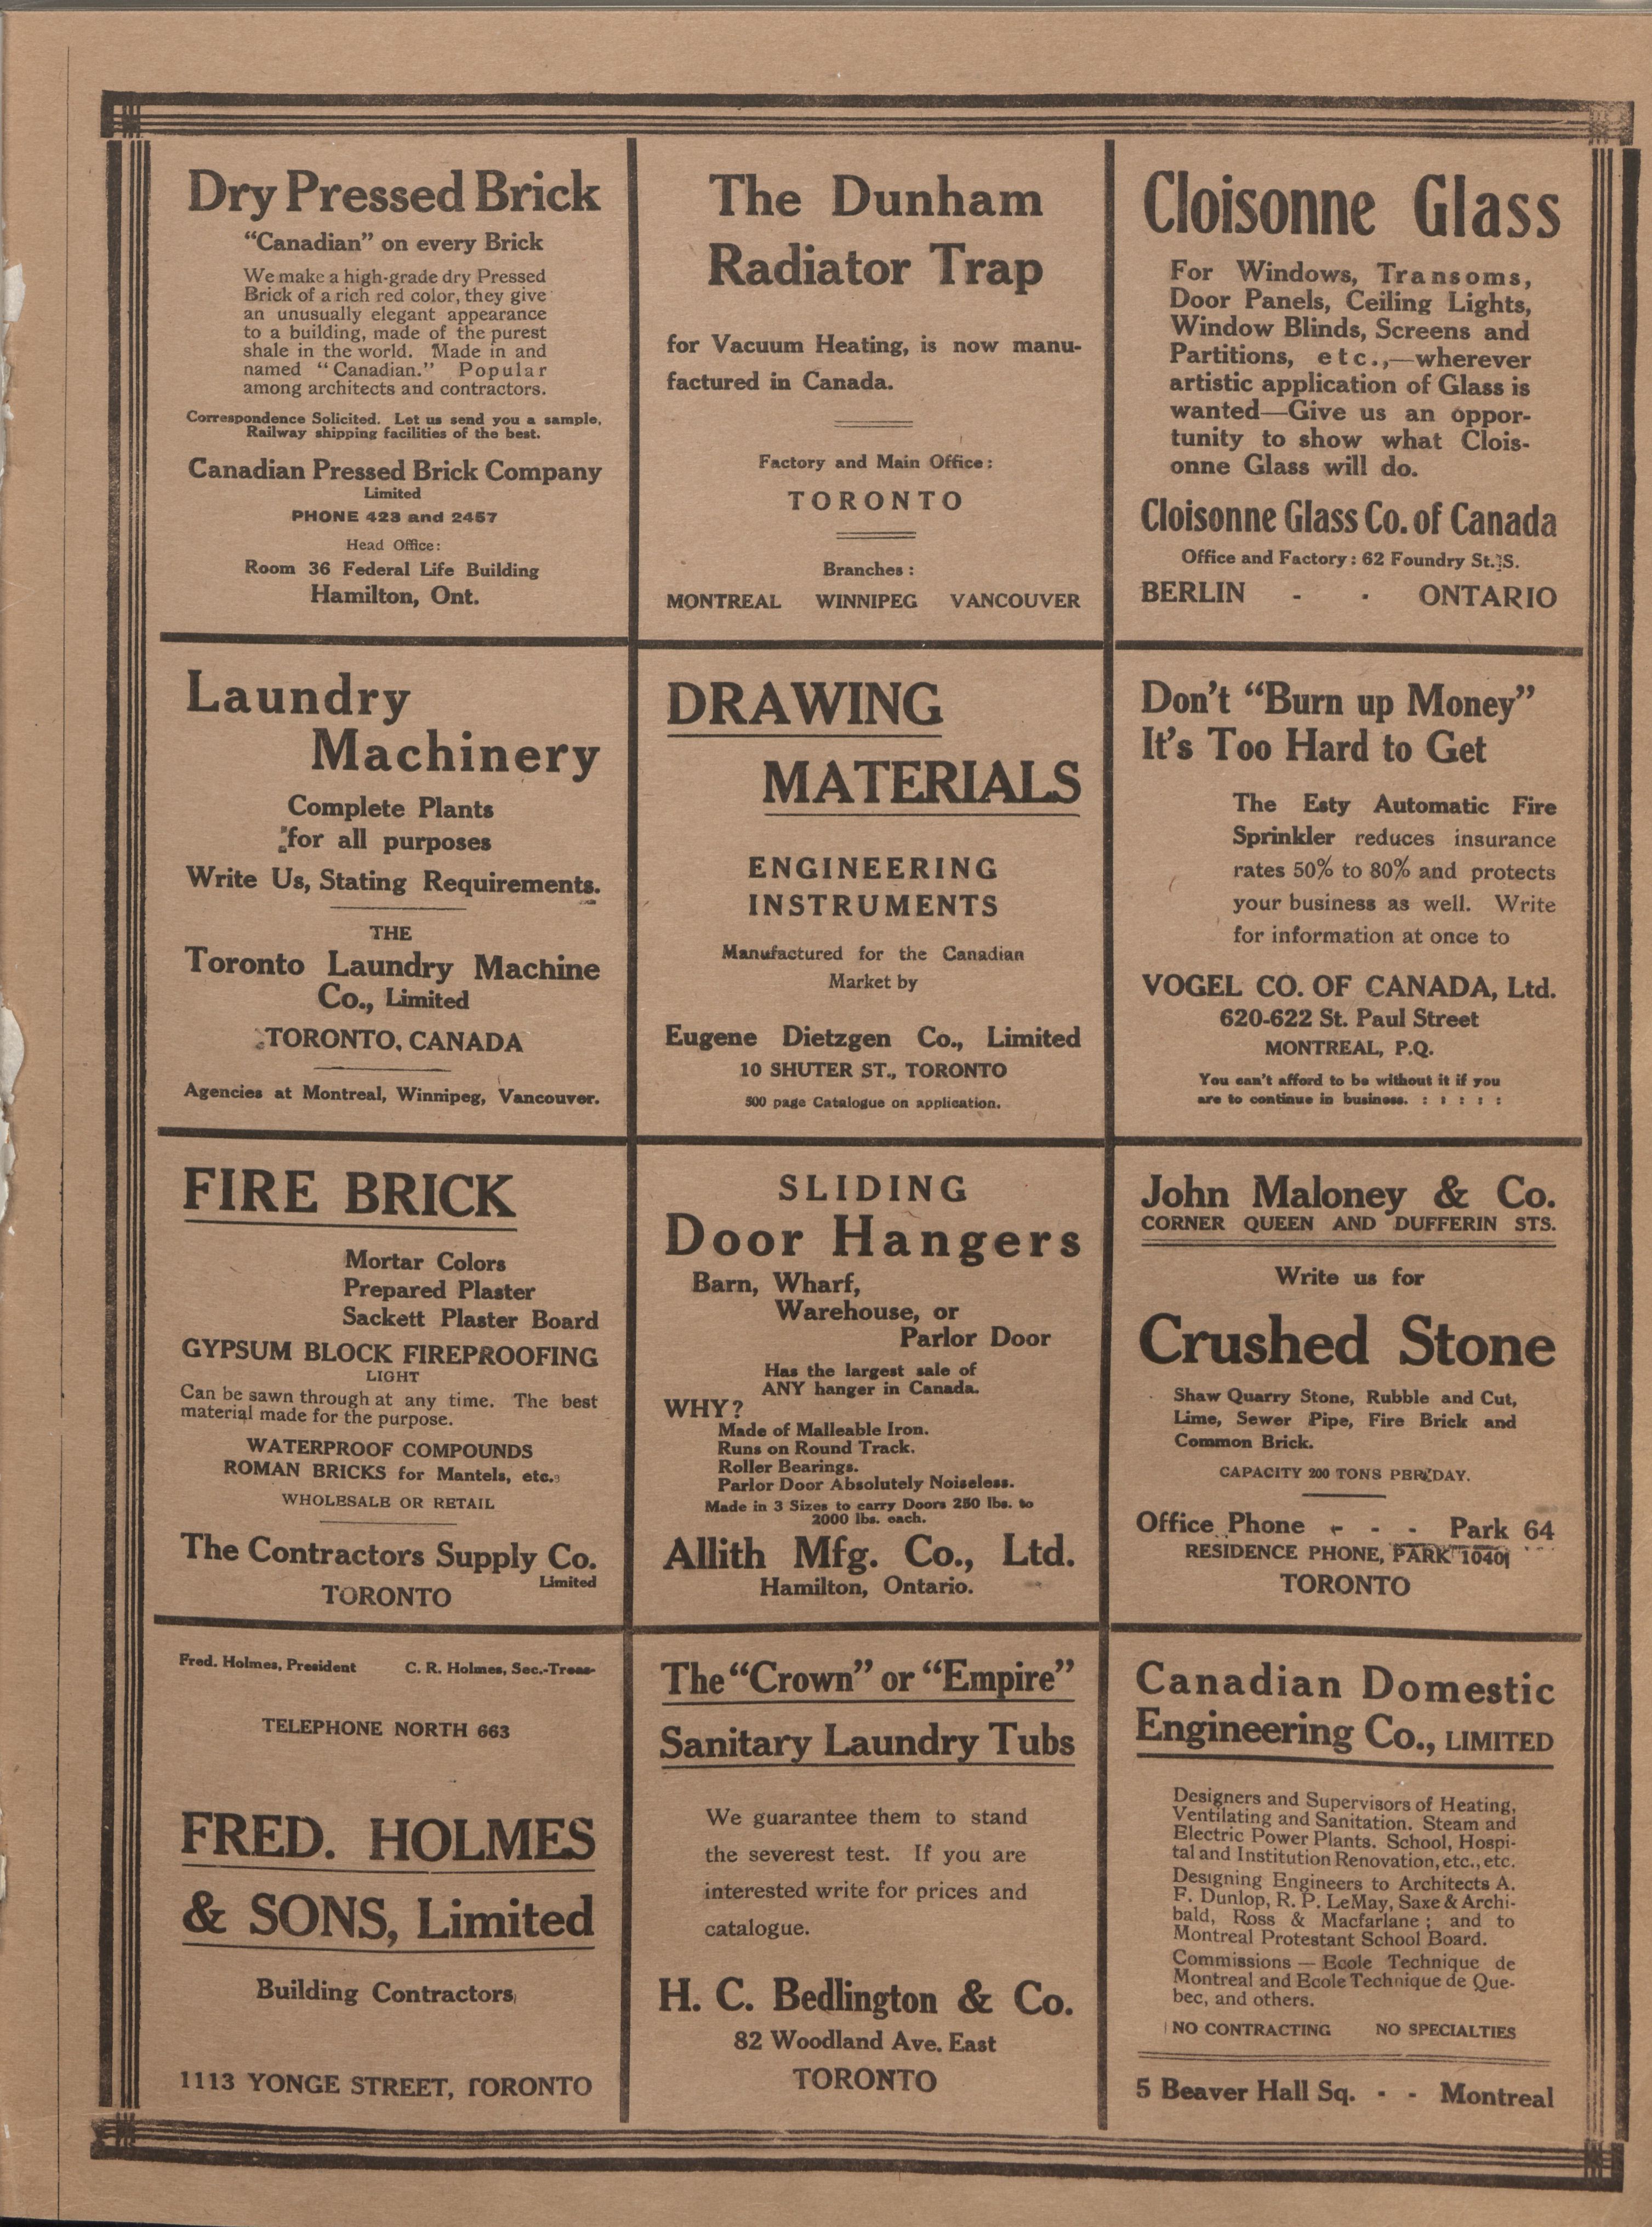 Dry Pressed Brick
"Canadian" on every Brick
We make a high-grade dry Pressed
Brick of a rich red color, they give
an unusually elegant appearance
to a building, made of the purest
shale in the world. Made in and
named "Canadian." Popular
among architects and contractors.
Correspondence Solicited. Let us send you a sample,
Railway shipping facilities of the best.
Canadian Pressed Brick Company
Limited
PHONE 423 and 2457
Head Office:
Room 36 Federal Life Building
Hamilton, Ont.
The Dunham
Radiator Trap
for Vacuum Heating, is now manu-
factured in Canada.
Factory and Main Office:
TORONTO
Branches:
MONTREAL WINNIPEG VANCOUVER
Cloisonne Glass
For Windows, Transoms,
Door Panels, Ceiling Lights,
Window Blinds, Screens and
Partitions, etc.,—wherever
artistic application of Glass is
wanted—Give us an oppor-
tunity to show what Clois-
onne Glass will do.
Cloisonne Glass Co. of Canada
Office and Factory: 62 Foundry St. S.
BERLIN - - ONTARIO
Laundry
Machinery
Complete Plants
for all purposes
Write Us, Stating Requirements.
THE
Toronto Laundry Machine
Co., Limited
TORONTO, CANADA
Agencies at Montreal, Winnipeg, Vancouver.
DRAWING
MATERIALS
ENGINEERING
INSTRUMENTS
Manufactured for the Canadian
Market by
Eugene Dietzgen Co., Limited
10 SHUTER ST., TORONTO
500 page Catalogue on application.
Don't "Burn up Money"
It's Too Hard to Get
The Esty Automatic Fire
Sprinkler reduces insurance
rates 50% to 80% and protects
your business as well. Write
for information at once to
VOGEL CO. OF CANADA, Ltd.
620-622 St. Paul Street
MONTREAL, P.Q.
You can't afford to be without it if you
are to continue in business. : : : : :
FIRE BRICK
Mortar Colors
Prepared Plaster
Sackett Plaster Board
GYPSUM BLOCK FIREPROOFING
LIGHT
Can be sawn through at any time. The best
material made for the purpose.
WATERPROOF COMPOUNDS
ROMAN BRICKS for Mantels, etc.
WHOLESALE OR RETAIL
The Contractors Supply Co.
Limited
TORONTO
SLIDING
Door Hangers
Barn, Wharf,
Warehouse, or
Parlor Door
Has the largest sale of
ANY hanger in Canada.
WHY?
Made of Malleable Iron.
Runs on Round Track.
Roller Bearings.
Parlor Door Absolutely Noiseless.
Made in 3 Sizes to carry Doors 250 lbs. to
2000 lbs. each.
Allith Mfg. Co., Ltd.
Hamilton, Ontario.
John Maloney & Co.
CORNER QUEEN AND DUFFERIN STS.
Write us for
Crushed Stone
Shaw Quarry Stone, Rubble and Cut,
Lime, Sewer Pipe, Fire Brick and
Common Brick.
CAPACITY 200 TONS PER DAY.
Office Phone - - - Park 64
RESIDENCE PHONE, PARK 1040
TORONTO
Fred. Holmes, President C. R. Holmes, Sec.-Treas.
TELEPHONE NORTH 663
FRED. HOLMES
& SONS, Limited
Building Contractors
1113 YONGE STREET, TORONTO
The "Crown" or "Empire"
Sanitary Laundry Tubs
We guarantee them to stand
the severest test. If you are
interested write for prices and
catalogue.
H. C. Bedlington & Co.
82 Woodland Ave. East
TORONTO
Canadian Domestic
Engineering Co., LIMITED
Designers and Supervisors of Heating,
Ventilating and Sanitation. Steam and
Electric Power Plants. School, Hospi-
tal and Institution Renovation, etc., etc.
Designing Engineers to Architects A.
F. Dunlop, R. P. LeMay, Saxe & Archi-
bald, Ross & Macfarlane; and to
Montreal Protestant School Board.
Commissions — Ecole Technique de
Montreal and Ecole Technique de Que-
bec, and others.
NO CONTRACTING NO SPECIALTIES
5 Beaver Hall Sq. - - Montreal